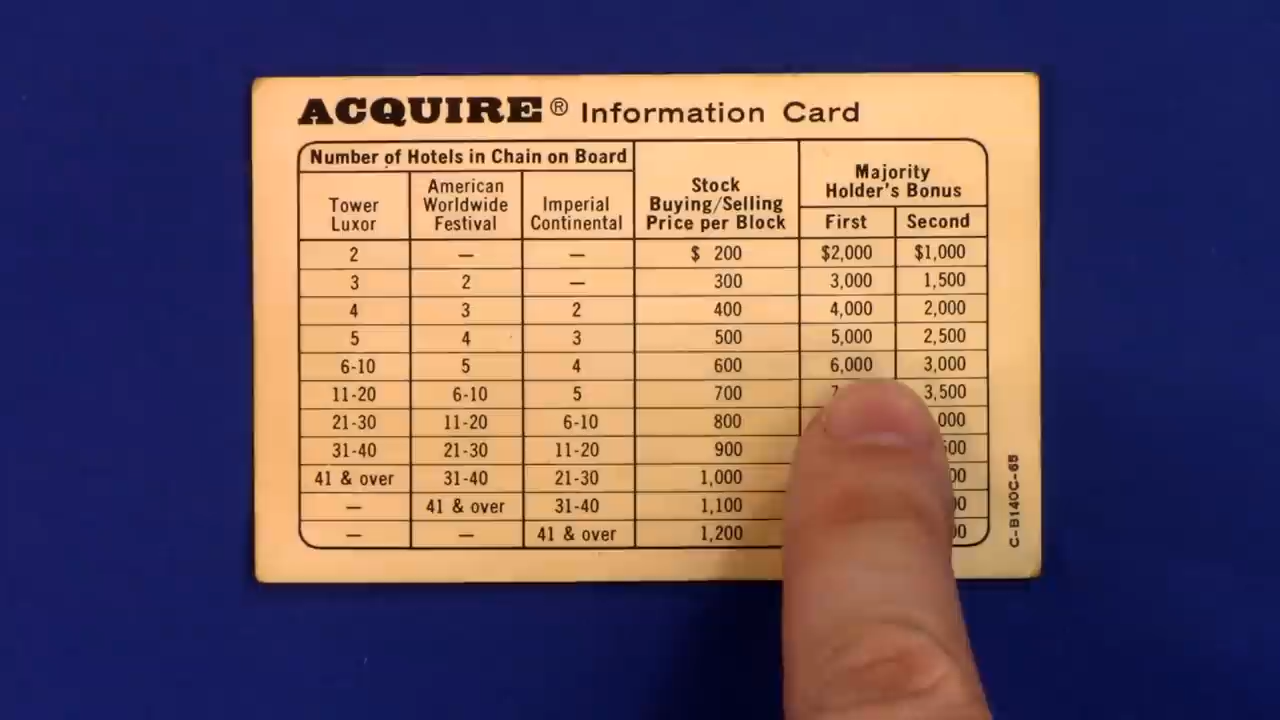 ACQUIRE® Information Card
Number of Hotels in Chain on Board
Tower Luxor
American Worldwide Festival
Imperial Continental
Stock Buying/Selling Price per Block
Majority Holder's Bonus
First Second
2 — — $ 200 $2,000 $1,000
3 2 — 300 3,000 1,500
4 3 2 400 4,000 2,000
5 4 3 500 5,000 2,500
6-10 5 4 600 6,000 3,000
11-20 6-10 5 700 3,500
21-30 11-20 6-10 800
31-40 21-30 11-20 900
41 & over 31-40 21-30 1,000
— 41 & over 31-40 1,100
— — 41 & over 1,200
C-B140C-65